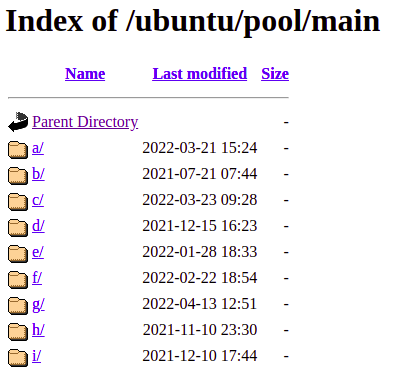 Index of /ubuntu/pool/main
Name Last modified Size
Parent Directory -
a/ 2022-03-21 15:24 -
b/ 2021-07-21 07:44 -
c/ 2022-03-23 09:28 -
d/ 2021-12-15 16:23 -
e/ 2022-01-28 18:33 -
f/ 2022-02-22 18:54 -
g/ 2022-04-13 12:51 -
h/ 2021-11-10 23:30 -
i/ 2021-12-10 17:44 -